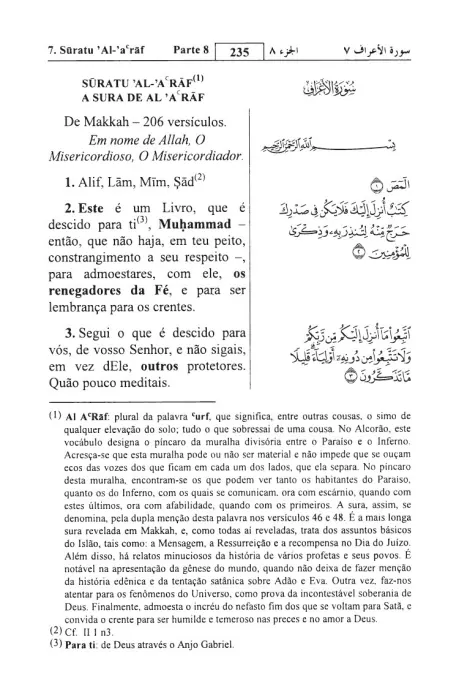 7. Sūratu 'Al-'aᶜrāf Parte 8 235 الجزء ٨ سورة الأعراف ٧
SŪRATU 'AL-'AᶜRĀF(1)
A SURA DE AL 'AᶜRĀF
سُورَةُ الأَعْرَافِ
De Makkah – 206 versículos.
Em nome de Allah, O
Misericordioso, O Misericordiador.
بِسْمِ اللَّهِ الرَّحْمَٰنِ الرَّحِيمِ
1. Alif, Lām, Mīm, Ṣād(2)
الٓمٓصٓ ١
2. Este é um Livro, que é
descido para ti(3), Muḥammad –
então, que não haja, em teu peito,
constrangimento a seu respeito –,
para admoestares, com ele, os
renegadores da Fé, e para ser
lembrança para os crentes.
كِتَٰبٌ أُنزِلَ إِلَيْكَ فَلَا يَكُن فِي صَدْرِكَ
حَرَجٌ مِّنْهُ لِتُنذِرَ بِهِۦ وَذِكْرَىٰ
لِلْمُؤْمِنِينَ ٢
3. Segui o que é descido para
vós, de vosso Senhor, e não sigais,
em vez dEle, outros protetores.
Quão pouco meditais.
ٱتَّبِعُوا۟ مَآ أُنزِلَ إِلَيْكُم مِّن رَّبِّكُمْ
وَلَا تَتَّبِعُوا۟ مِن دُونِهِۦٓ أَوْلِيَآءَ ۗ قَلِيلًا
مَّا تَذَكَّرُونَ ٣
(1) Al AᶜRāf: plural da palavra ᶜurf, que significa, entre outras cousas, o simo de
qualquer elevação do solo; tudo o que sobressai de uma cousa. No Alcorão, este
vocábulo designa o píncaro da muralha divisória entre o Paraíso e o Inferno.
Acresça-se que esta muralha pode ou não ser material e não impede que se ouçam
ecos das vozes dos que ficam em cada um dos lados, que ela separa. No píncaro
desta muralha, encontram-se os que podem ver tanto os habitantes do Paraíso,
quanto os do Inferno, com os quais se comunicam, ora com escárnio, quando com
estes últimos, ora com afabilidade, quando com os primeiros. A sura, assim, se
denomina, pela dupla menção desta palavra nos versículos 46 e 48. É a mais longa
sura revelada em Makkah, e, como todas aí reveladas, trata dos assuntos básicos
do Islão, tais como: a Mensagem, a Ressurreição e a recompensa no Dia do Juízo.
Além disso, há relatos minuciosos da história de vários profetas e seus povos. É
notável na apresentação da gênese do mundo, quando não deixa de fazer menção
da história edênica e da tentação satânica sobre Adão e Eva. Outra vez, faz-nos
atentar para os fenômenos do Universo, como prova da incontestável soberania de
Deus. Finalmente, admoesta o incréu do nefasto fim dos que se voltam para Satã, e
convida o crente para ser humilde e temeroso nas preces e no amor a Deus.
(2) Cf. II 1 n3.
(3) Para ti: de Deus através o Anjo Gabriel.